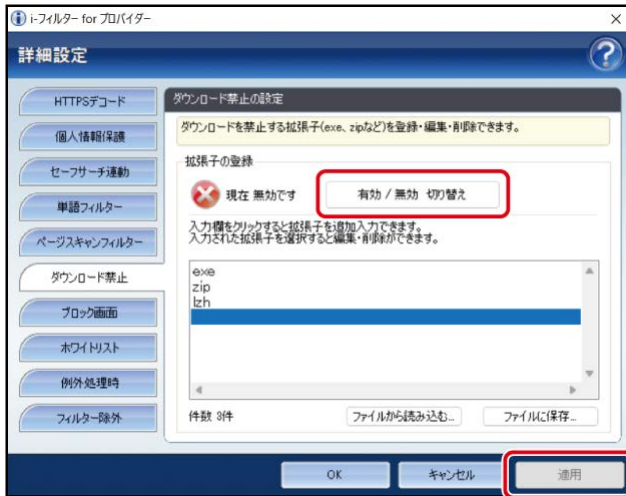 i-フィルター for プロバイダー
詳細設定
HTTPSデコード
個人情報保護
セーフサーチ連動
単語フィルター
ページスキャンフィルター
ダウンロード禁止
ブロック画面
ホワイトリスト
例外処理時
フィルター除外
ダウンロード禁止の設定
ダウンロードを禁止する拡張子(exe、zipなど)を登録・編集・削除できます。
拡張子の登録
現在 無効です
有効 / 無効 切り替え
入力欄をクリックすると拡張子を追加入力できます。
入力された拡張子を選択すると編集・削除ができます。
exe
zip
lzh
件数 3件
ファイルから読み込む...
ファイルに保存...
OK
キャンセル
適用